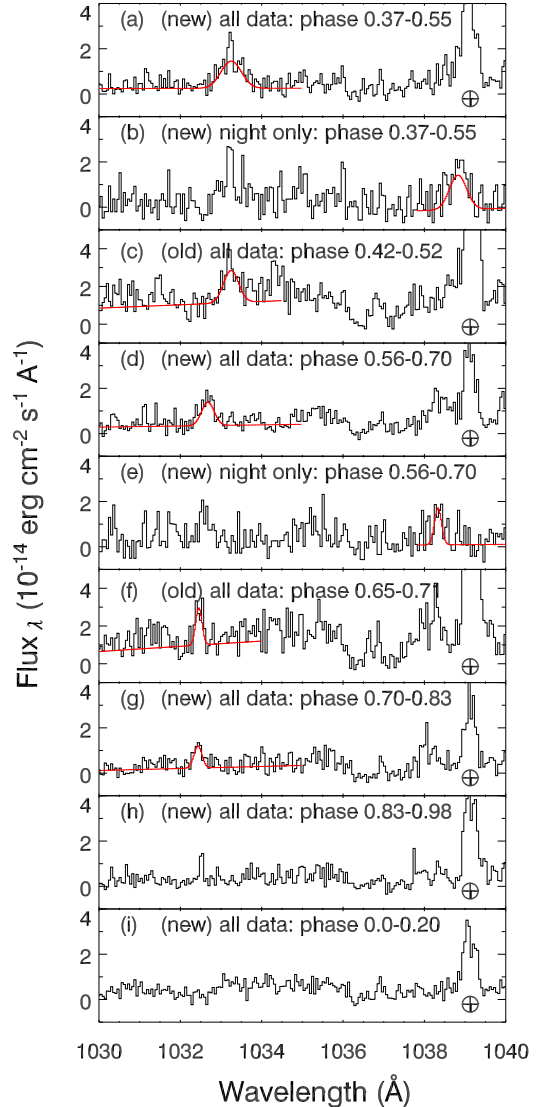 4
2
0
(a) (new) all data: phase 0.37-0.55
4
2
0
(b) (new) night only: phase 0.37-0.55
4
2
0
(c) (old) all data: phase 0.42-0.52
4
2
0
(d) (new) all data: phase 0.56-0.70
4
2
0
(e) (new) night only: phase 0.56-0.70
4
2
0
(f) (old) all data: phase 0.65-0.71
4
2
0
(g) (new) all data: phase 0.70-0.83
4
2
0
(h) (new) all data: phase 0.83-0.98
4
2
0
(i) (new) all data: phase 0.0-0.20
Flux λ (10⁻¹⁴ erg cm⁻² s⁻¹ A⁻¹)
1030 1032 1034 1036 1038 1040
Wavelength (Å)